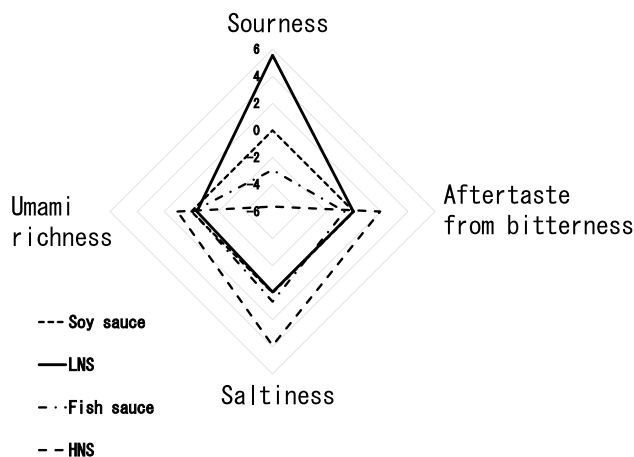 Sourness
6
4
2
0
−2
−4
−6
Umami
richness
Aftertaste
from bitterness
Saltiness
Soy sauce
LNS
Fish sauce
HNS